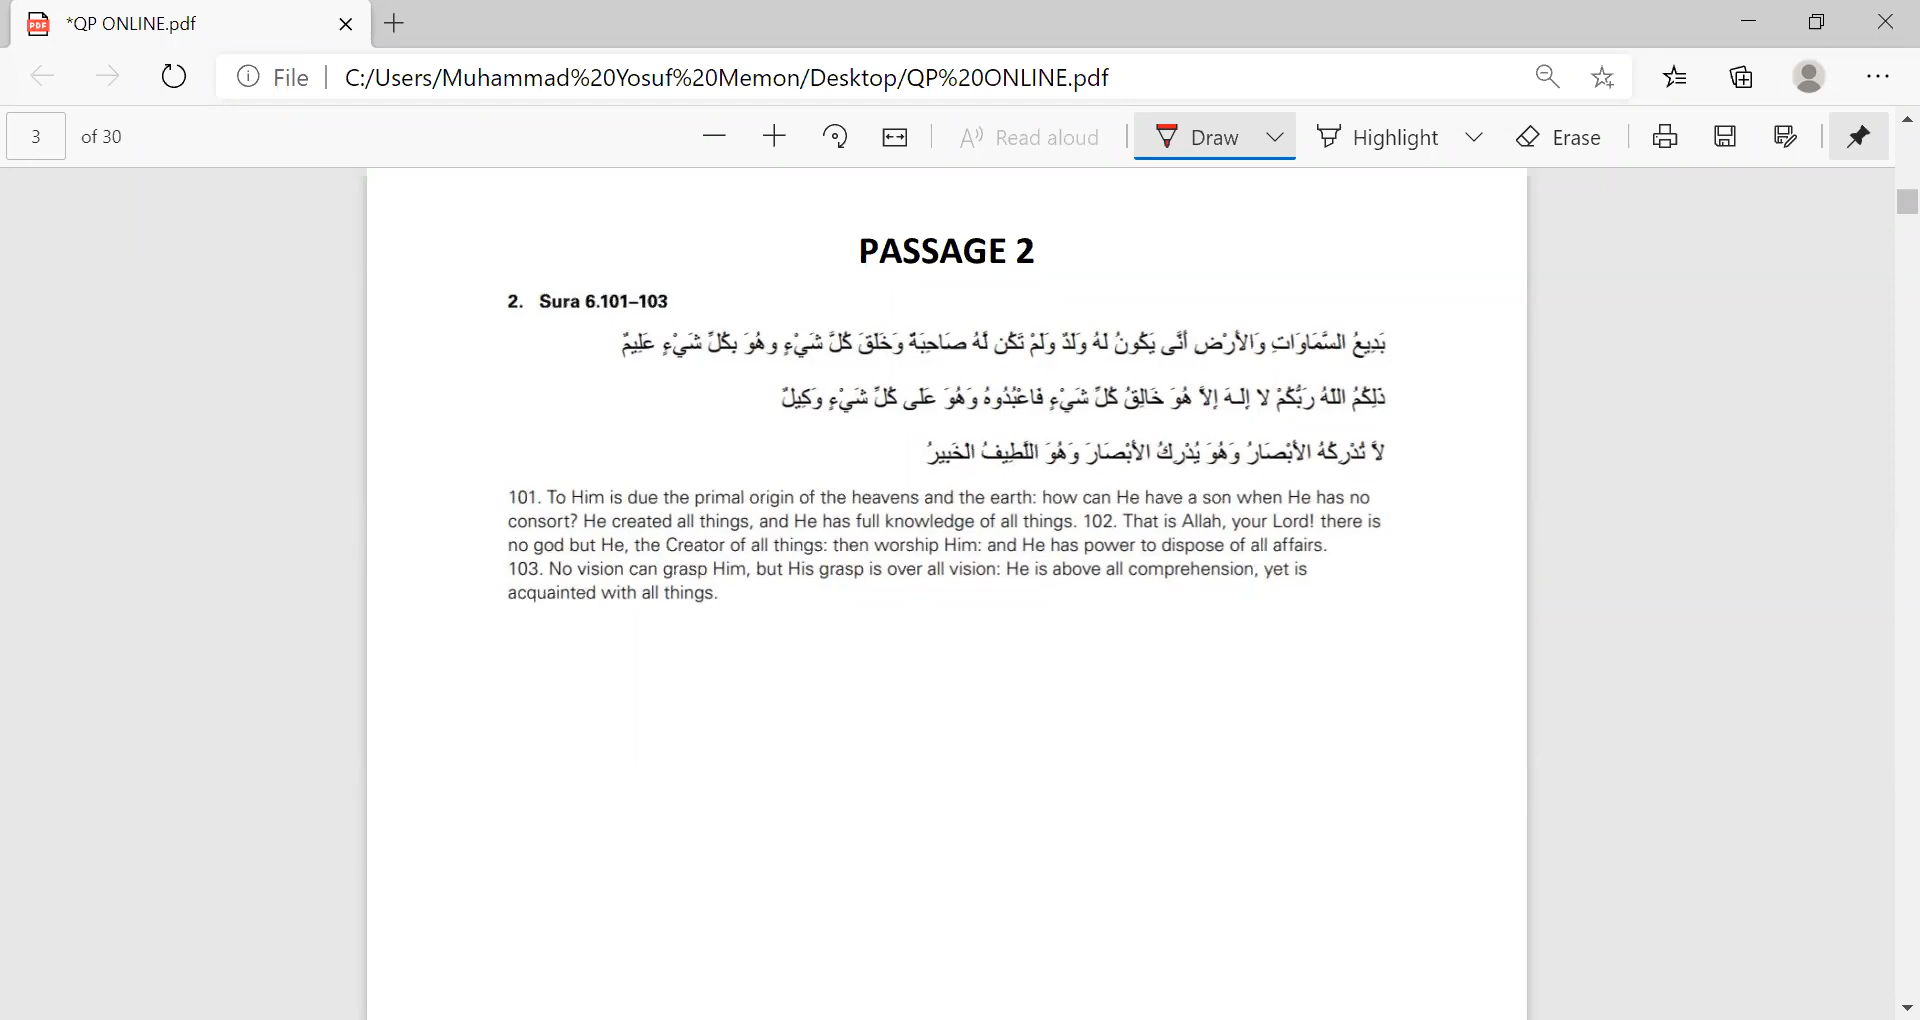 *QP ONLINE.pdf
File
C:/Users/Muhammad%20Yosuf%20Memon/Desktop/QP%20ONLINE.pdf
3 of 30
Read aloud
Draw
Highlight
Erase
PASSAGE 2
2. Sura 6.101–103
بَدِيعُ السَّمَاوَاتِ وَالأَرْضِ أَنَّى يَكُونُ لَهُ وَلَدٌ وَلَمْ تَكُن لَّهُ صَاحِبَةٌ وَخَلَقَ كُلَّ شَيْءٍ وهُوَ بِكُلِّ شَيْءٍ عَلِيمٌ
ذَلِكُمُ اللّهُ رَبُّكُمْ لا إِلَـهَ إِلاَّ هُوَ خَالِقُ كُلِّ شَيْءٍ فَاعْبُدُوهُ وَهُوَ عَلَى كُلِّ شَيْءٍ وَكِيلٌ
لاَّ تُدْرِكُهُ الأَبْصَارُ وَهُوَ يُدْرِكُ الأَبْصَارَ وَهُوَ اللَّطِيفُ الْخَبِيرُ
101. To Him is due the primal origin of the heavens and the earth: how can He have a son when He has no
consort? He created all things, and He has full knowledge of all things. 102. That is Allah, your Lord! there is
no god but He, the Creator of all things: then worship Him: and He has power to dispose of all affairs.
103. No vision can grasp Him, but His grasp is over all vision: He is above all comprehension, yet is
acquainted with all things.